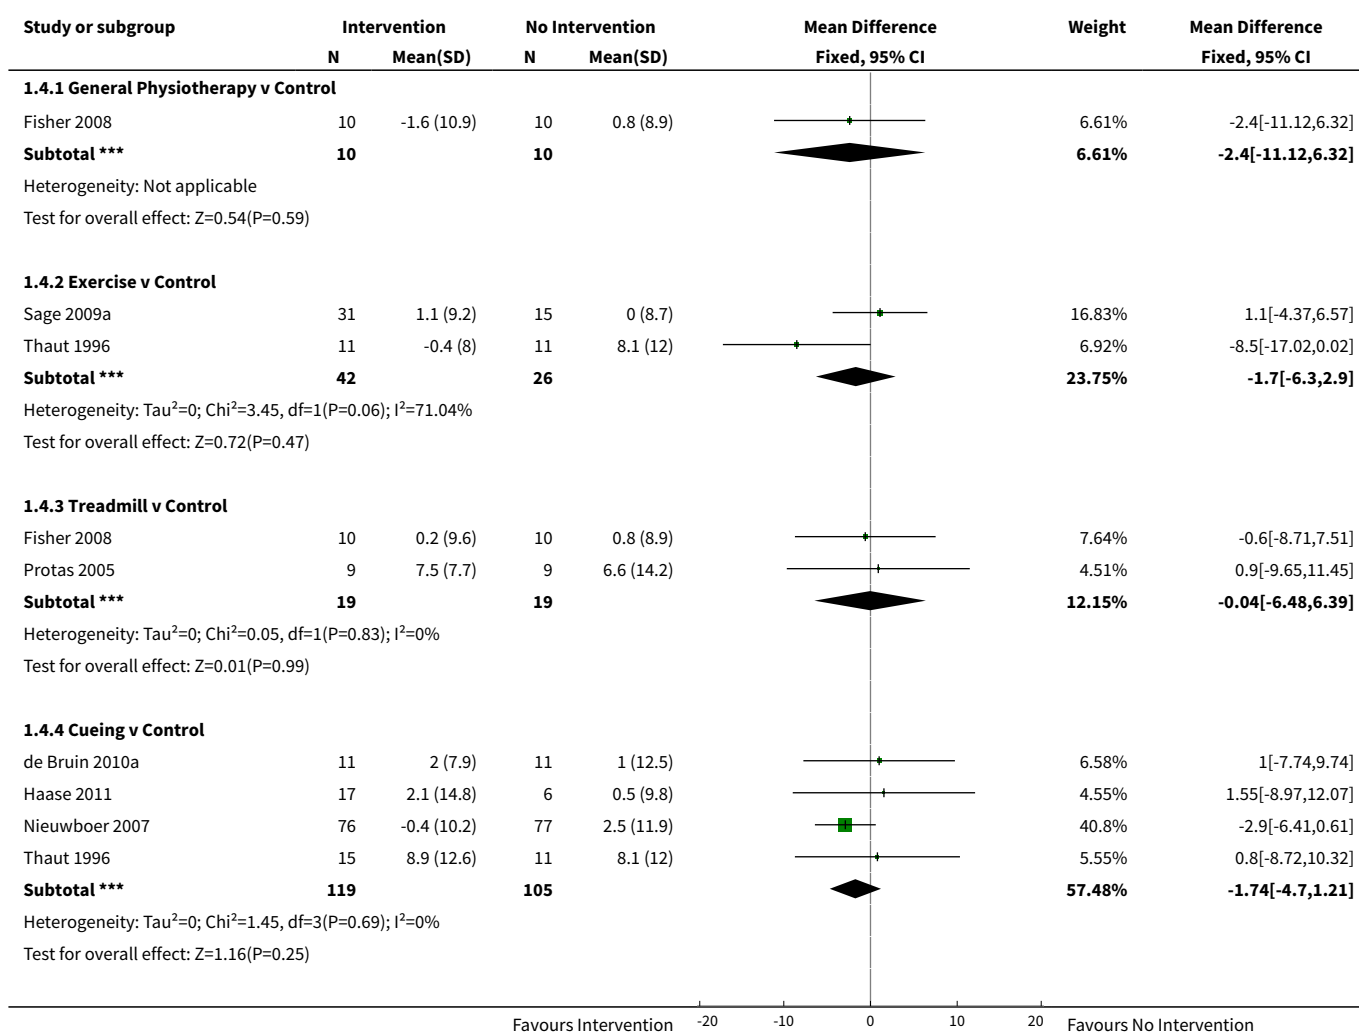 Study or subgroup Intervention No Intervention Mean Difference Weight Mean Difference
N Mean(SD) N Mean(SD) Fixed, 95% CI Fixed, 95% CI
1.4.1 General Physiotherapy v Control
Fisher 2008 10 -1.6 (10.9) 10 0.8 (8.9) 6.61% -2.4[-11.12,6.32]
Subtotal *** 10 10 6.61% -2.4[-11.12,6.32]
Heterogeneity: Not applicable
Test for overall effect: Z=0.54(P=0.59)
1.4.2 Exercise v Control
Sage 2009a 31 1.1 (9.2) 15 0 (8.7) 16.83% 1.1[-4.37,6.57]
Thaut 1996 11 -0.4 (8) 11 8.1 (12) 6.92% -8.5[-17.02,0.02]
Subtotal *** 42 26 23.75% -1.7[-6.3,2.9]
Heterogeneity: Tau²=0; Chi²=3.45, df=1(P=0.06); I²=71.04%
Test for overall effect: Z=0.72(P=0.47)
1.4.3 Treadmill v Control
Fisher 2008 10 0.2 (9.6) 10 0.8 (8.9) 7.64% -0.6[-8.71,7.51]
Protas 2005 9 7.5 (7.7) 9 6.6 (14.2) 4.51% 0.9[-9.65,11.45]
Subtotal *** 19 19 12.15% -0.04[-6.48,6.39]
Heterogeneity: Tau²=0; Chi²=0.05, df=1(P=0.83); I²=0%
Test for overall effect: Z=0.01(P=0.99)
1.4.4 Cueing v Control
de Bruin 2010a 11 2 (7.9) 11 1 (12.5) 6.58% 1[-7.74,9.74]
Haase 2011 17 2.1 (14.8) 6 0.5 (9.8) 4.55% 1.55[-8.97,12.07]
Nieuwboer 2007 76 -0.4 (10.2) 77 2.5 (11.9) 40.8% -2.9[-6.41,0.61]
Thaut 1996 15 8.9 (12.6) 11 8.1 (12) 5.55% 0.8[-8.72,10.32]
Subtotal *** 119 105 57.48% -1.74[-4.7,1.21]
Heterogeneity: Tau²=0; Chi²=1.45, df=3(P=0.69); I²=0%
Test for overall effect: Z=1.16(P=0.25)
Favours Intervention -20 -10 0 10 20 Favours No Intervention